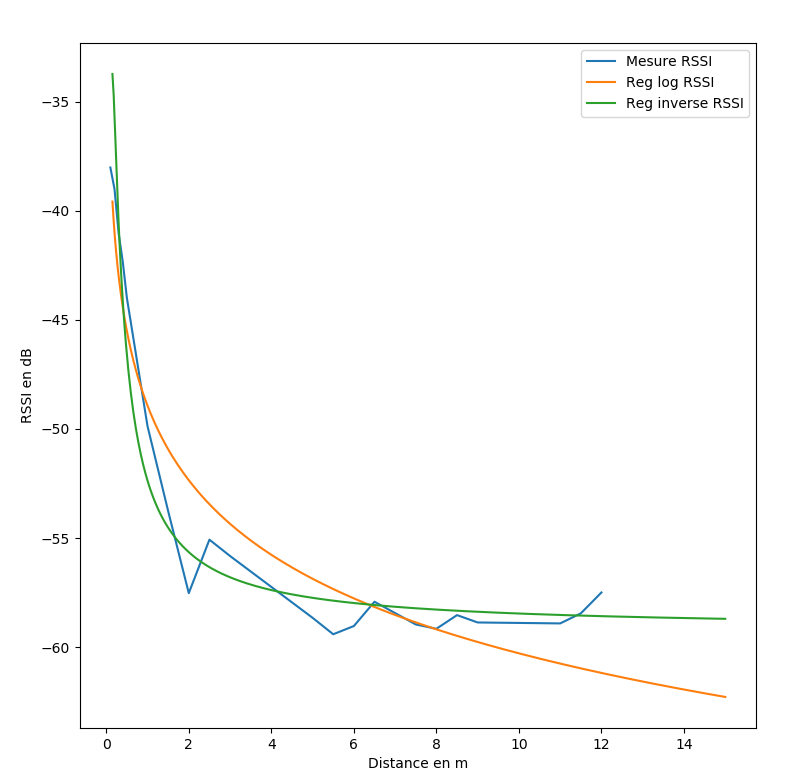 Mesure RSSI
Reg log RSSI
Reg inverse RSSI
−35
−40
−45
−50
−55
−60
RSSI en dB
0 2 4 6 8 10 12 14
Distance en m